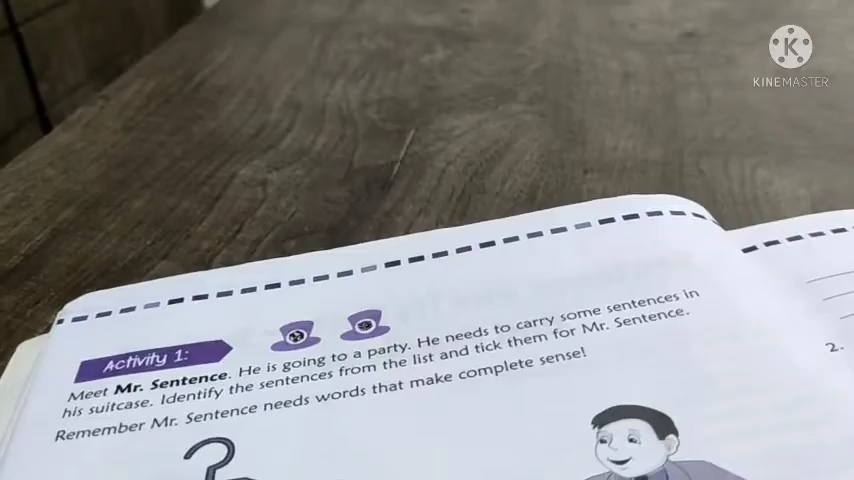 K
KINEMASTER
Activity 1:
Meet Mr. Sentence. He is going to a party. He needs to carry some sentences in
his suitcase. Identify the sentences from the list and tick them for Mr. Sentence.
Remember Mr. Sentence needs words that make complete sense!
2.